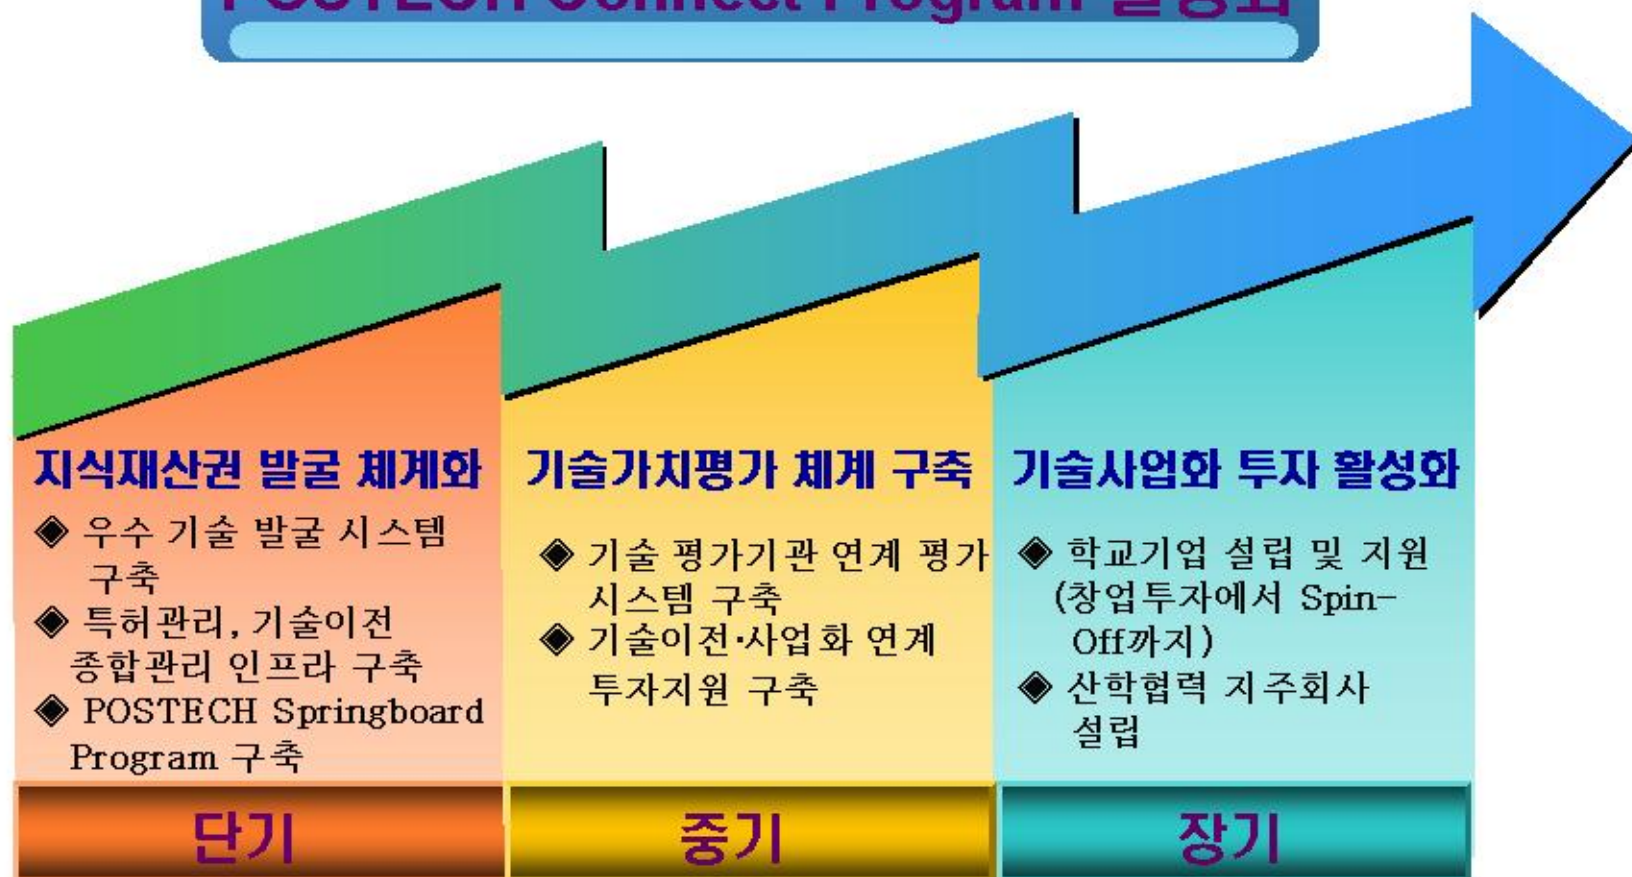 POSTECH Connect Program 활성화
지식재산권 발굴 체계화
◈ 우수 기술 발굴 시스템
구축
◈ 특허관리, 기술이전
종합관리 인프라 구축
◈ POSTECH Springboard
Program 구축
기술가치평가 체계 구축
◈ 기술 평가기관 연계 평가
시스템 구축
◈ 기술이전·사업화 연계
투자지원 구축
기술사업화 투자 활성화
◈ 학교기업 설립 및 지원
(창업투자에서 Spin-
Off까지)
◈ 산학협력 지주회사
설립
단기
중기
장기